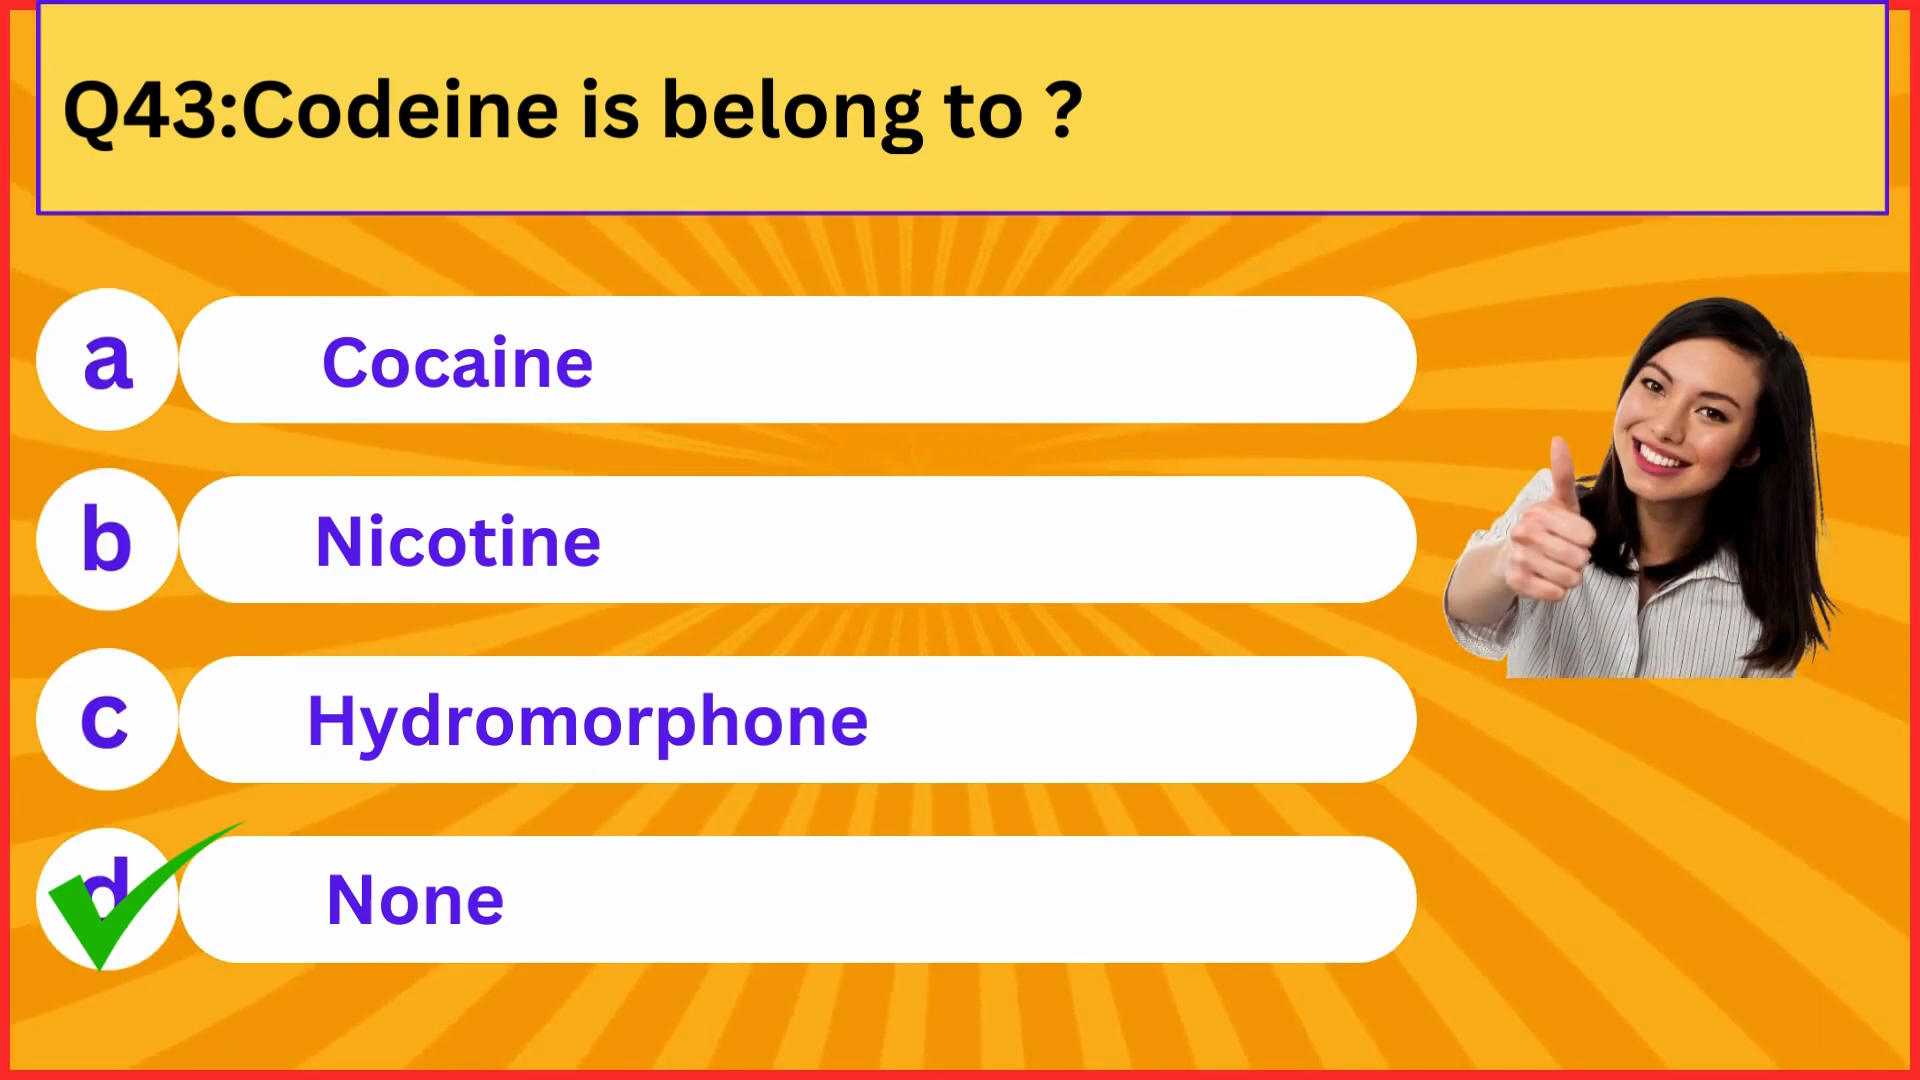 Q43:Codeine is belong to ?
a Cocaine
b Nicotine
c Hydromorphone
d None